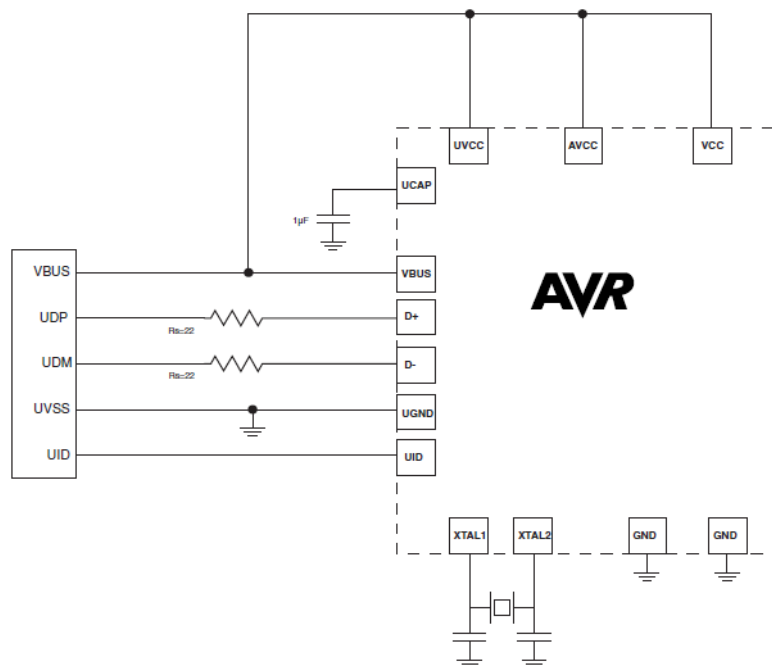 UVCC AVCC VCC
UCAP
1µF
VBUS VBUS
UDP Rs=22 D+
UDM Rs=22 D-
UVSS UGND
UID UID
AVR
XTAL1 XTAL2 GND GND